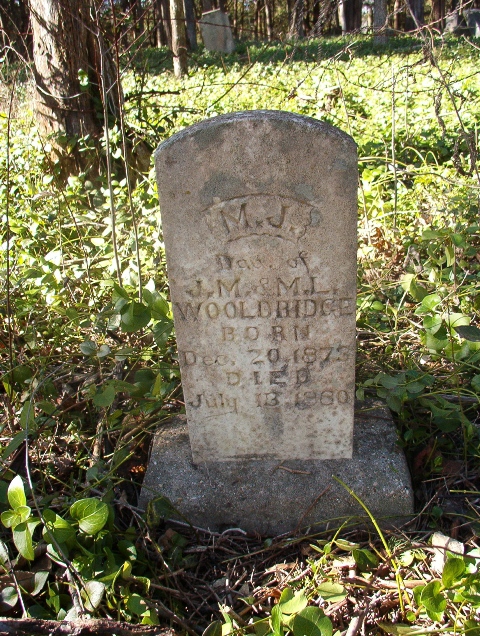 M.J.
Dau. of
J.M. & M.L.
WOOLDRIDGE
BORN
Dec. 20 1875
DIED
July 13 1880